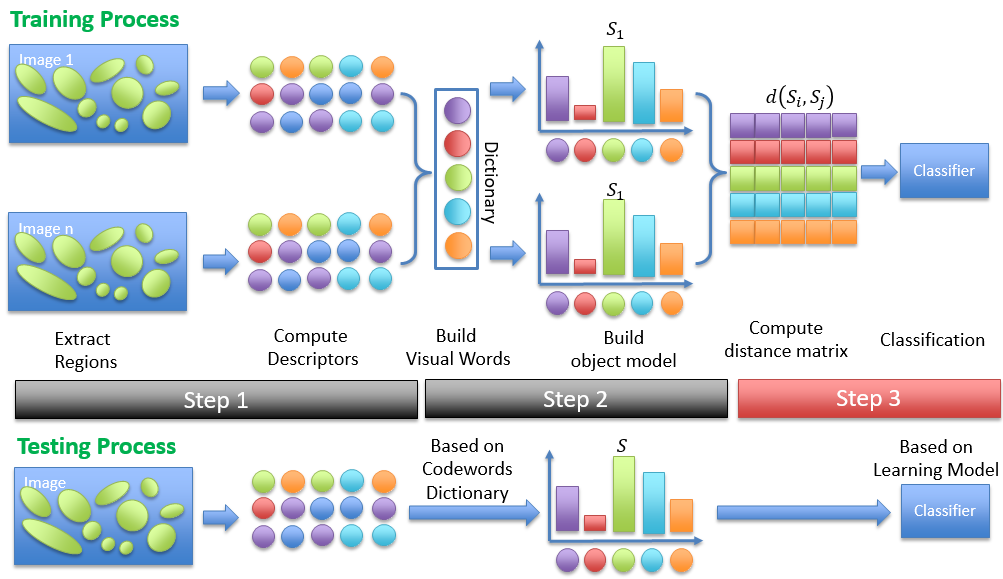 Training Process
Image 1
Image n
Dictionary
S₁
S₁
d(Sᵢ, Sⱼ)
Classifier
Extract
Regions
Compute
Descriptors
Build
Visual Words
Build
object model
Compute
distance matrix
Classification
Step 1
Step 2
Step 3
Testing Process
Image
Based on
Codewords
Dictionary
S
Based on
Learning Model
Classifier